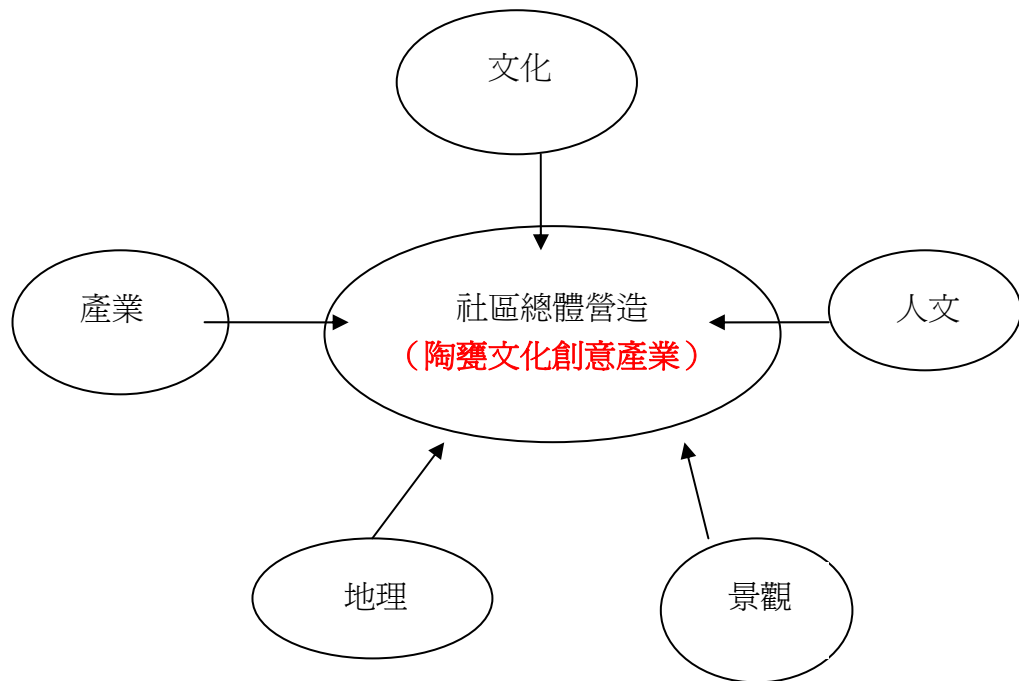 文化
產業
社區總體營造
（陶甕文化創意產業）
人文
地理
景觀